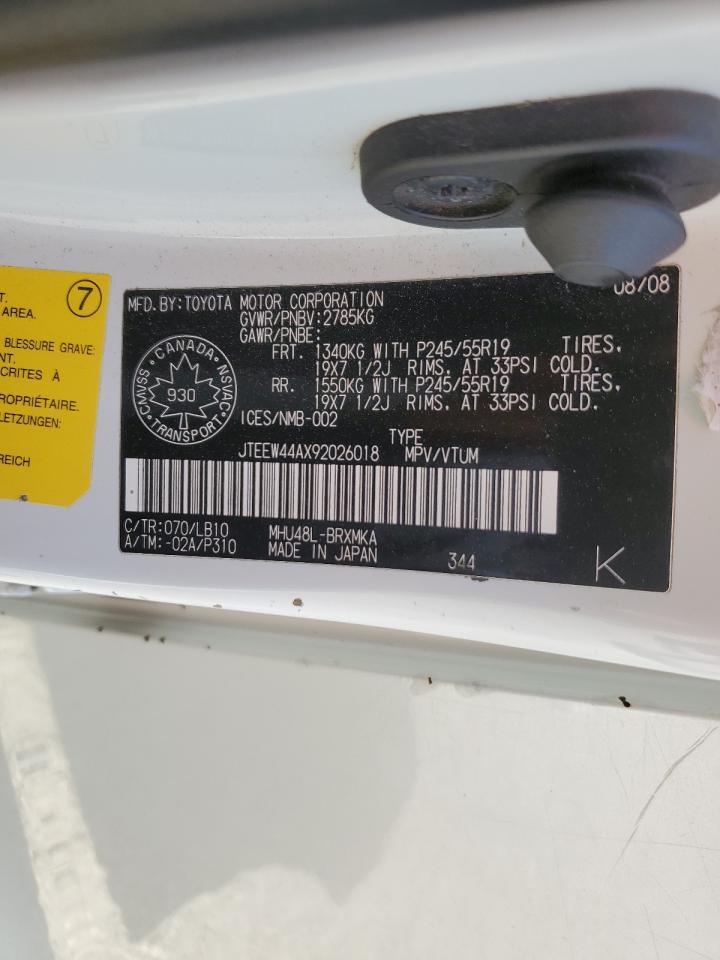 08/08
MFD. BY: TOYOTA MOTOR CORPORATION
GVWR/PNBV: 2785KG
GAWR/PNBE:
FRT. 1340KG WITH P245/55R19 TIRES,
19X7 1/2J RIMS, AT 33PSI COLD.
RR. 1550KG WITH P245/55R19 TIRES,
19X7 1/2J RIMS, AT 33PSI COLD.
ICES/NMB-002
CANADA
CMVSS NSVAC
930
TRANSPORT
TYPE
JTEEW44AX92026018 MPV/VTUM
C/TR: 070/LB10 MHU48L-BRXMKA
A/TM: -02A/P310 MADE IN JAPAN 344 K
7
T.
AREA.
BLESSURE GRAVE:
NT.
CRITES À
PROPRIÉTAIRE.
LETZUNGEN:
REICH